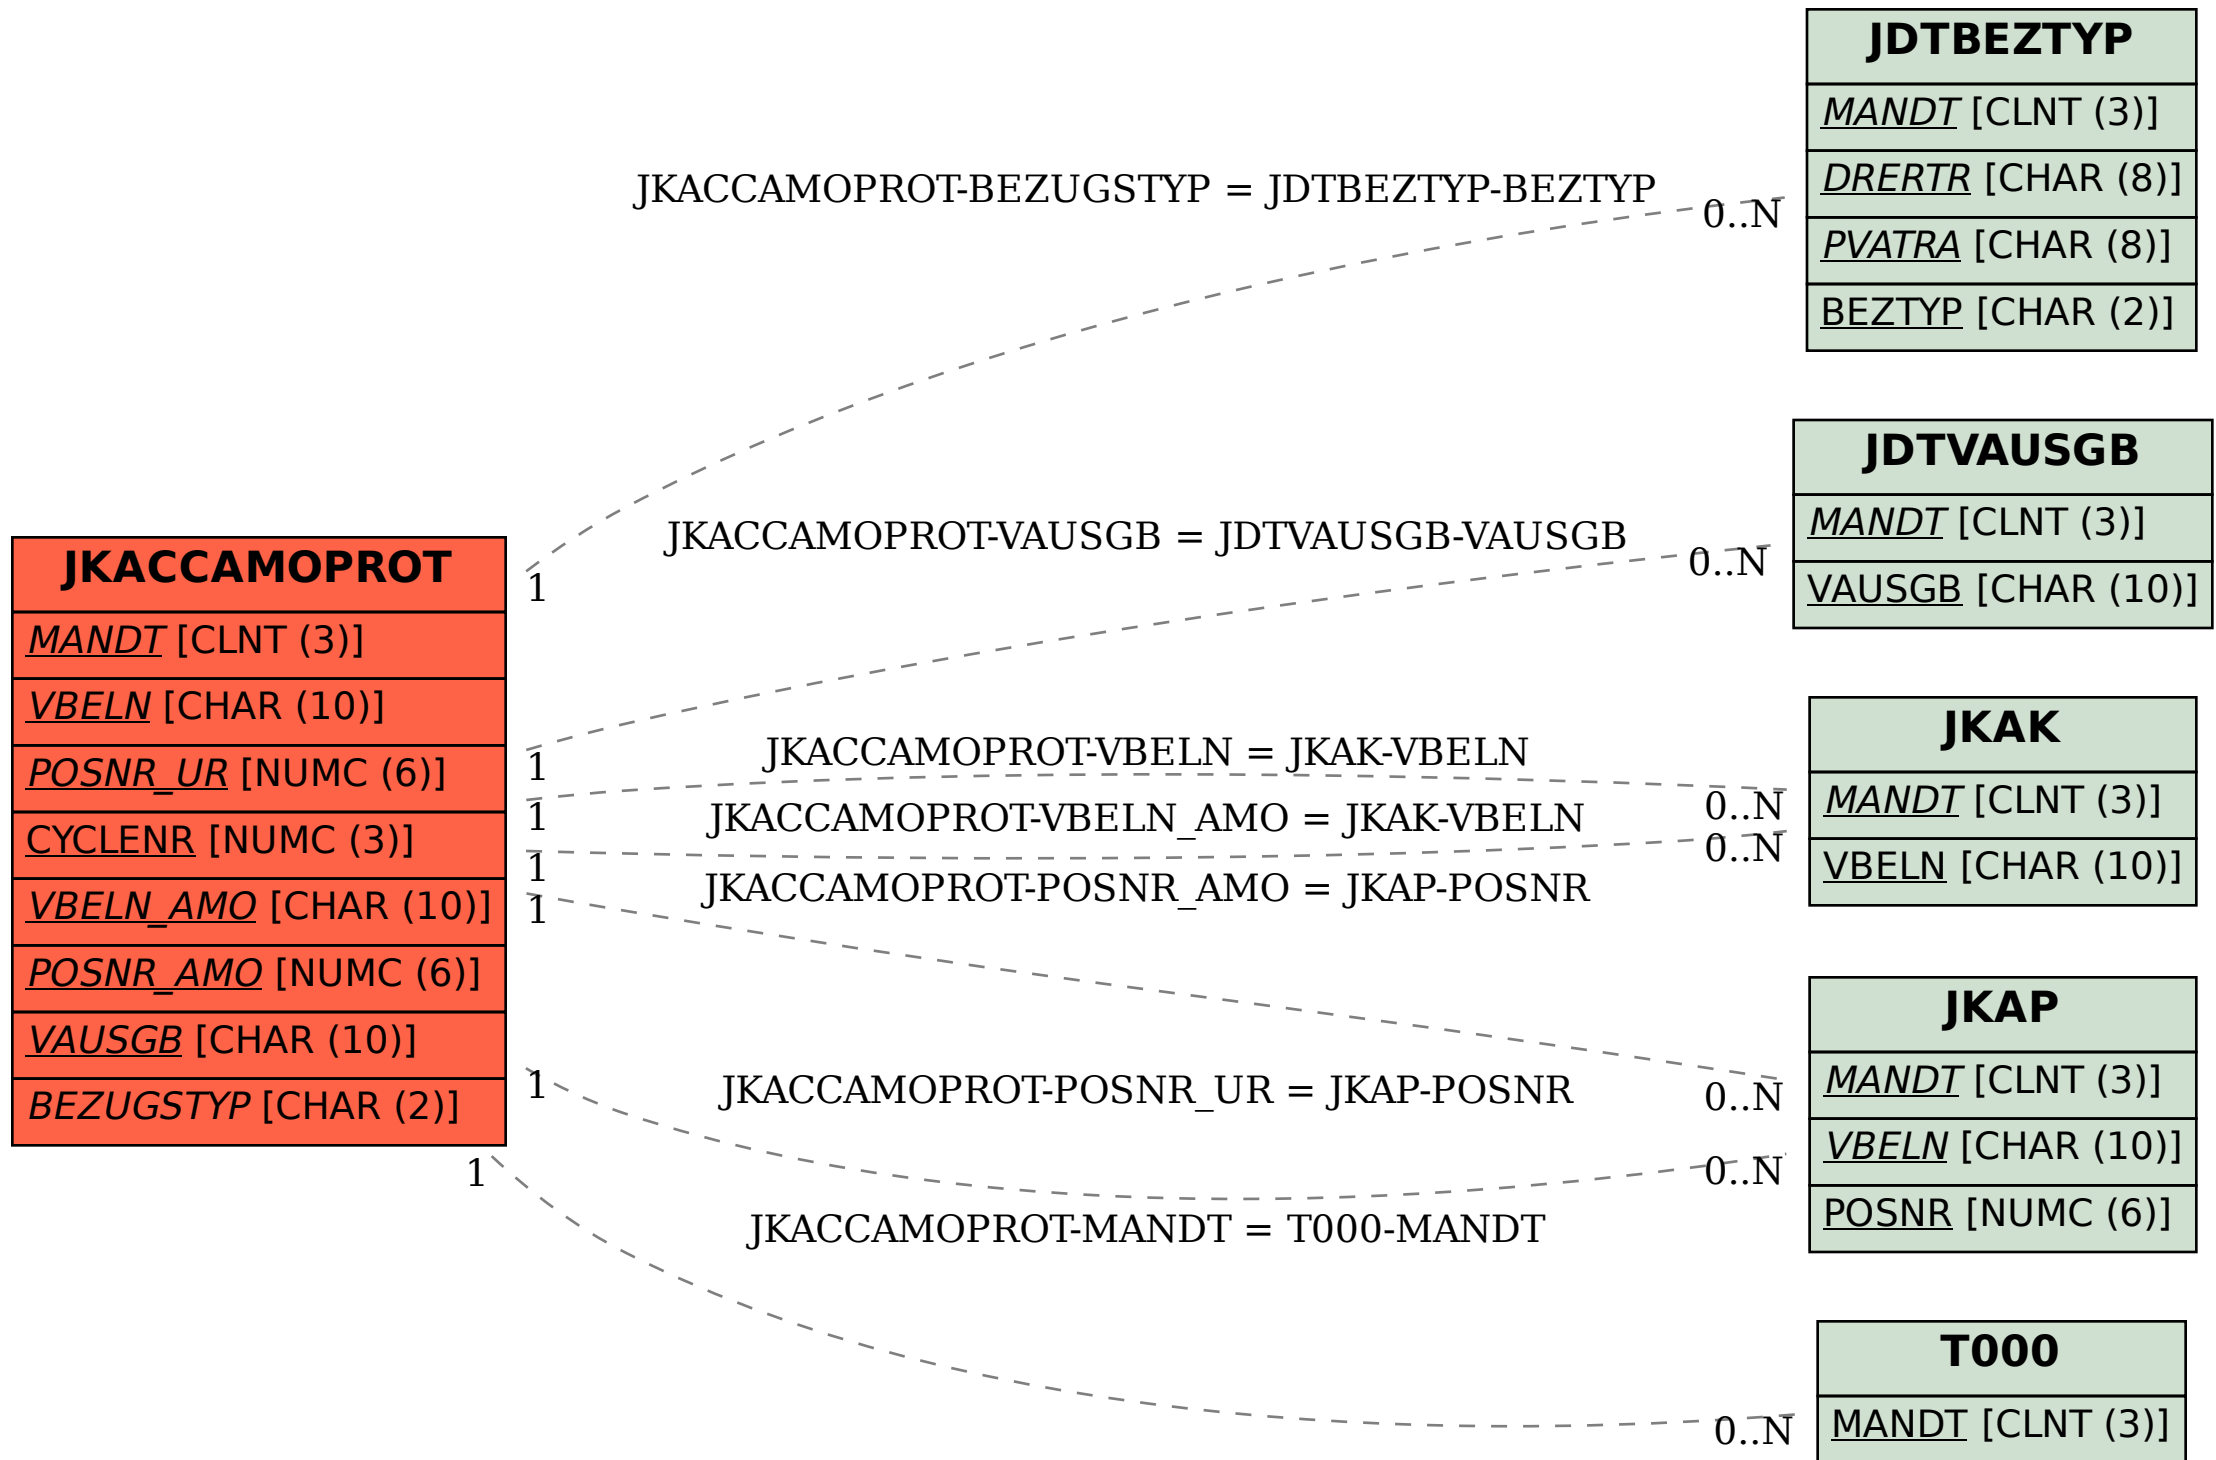 JDTBEZTYP
MANDT [CLNT (3)]
DRERTR [CHAR (8)]
PVATRA [CHAR (8)]
BEZTYP [CHAR (2)]
JKACCAMOPROT-BEZUGSTYP = JDTBEZTYP-BEZTYP
0..N
1
JDTVAUSGB
MANDT [CLNT (3)]
VAUSGB [CHAR (10)]
JKACCAMOPROT-VAUSGB = JDTVAUSGB-VAUSGB
0..N
1
JKACCAMOPROT
MANDT [CLNT (3)]
VBELN [CHAR (10)]
POSNR_UR [NUMC (6)]
CYCLENR [NUMC (3)]
VBELN_AMO [CHAR (10)]
POSNR_AMO [NUMC (6)]
VAUSGB [CHAR (10)]
BEZUGSTYP [CHAR (2)]
JKACCAMOPROT-VBELN = JKAK-VBELN
1
0..N
JKACCAMOPROT-VBELN_AMO = JKAK-VBELN
1
0..N
JKAK
MANDT [CLNT (3)]
VBELN [CHAR (10)]
JKACCAMOPROT-POSNR_AMO = JKAP-POSNR
1
0..N
JKACCAMOPROT-POSNR_UR = JKAP-POSNR
1
0..N
JKAP
MANDT [CLNT (3)]
VBELN [CHAR (10)]
POSNR [NUMC (6)]
JKACCAMOPROT-MANDT = T000-MANDT
1
0..N
T000
MANDT [CLNT (3)]